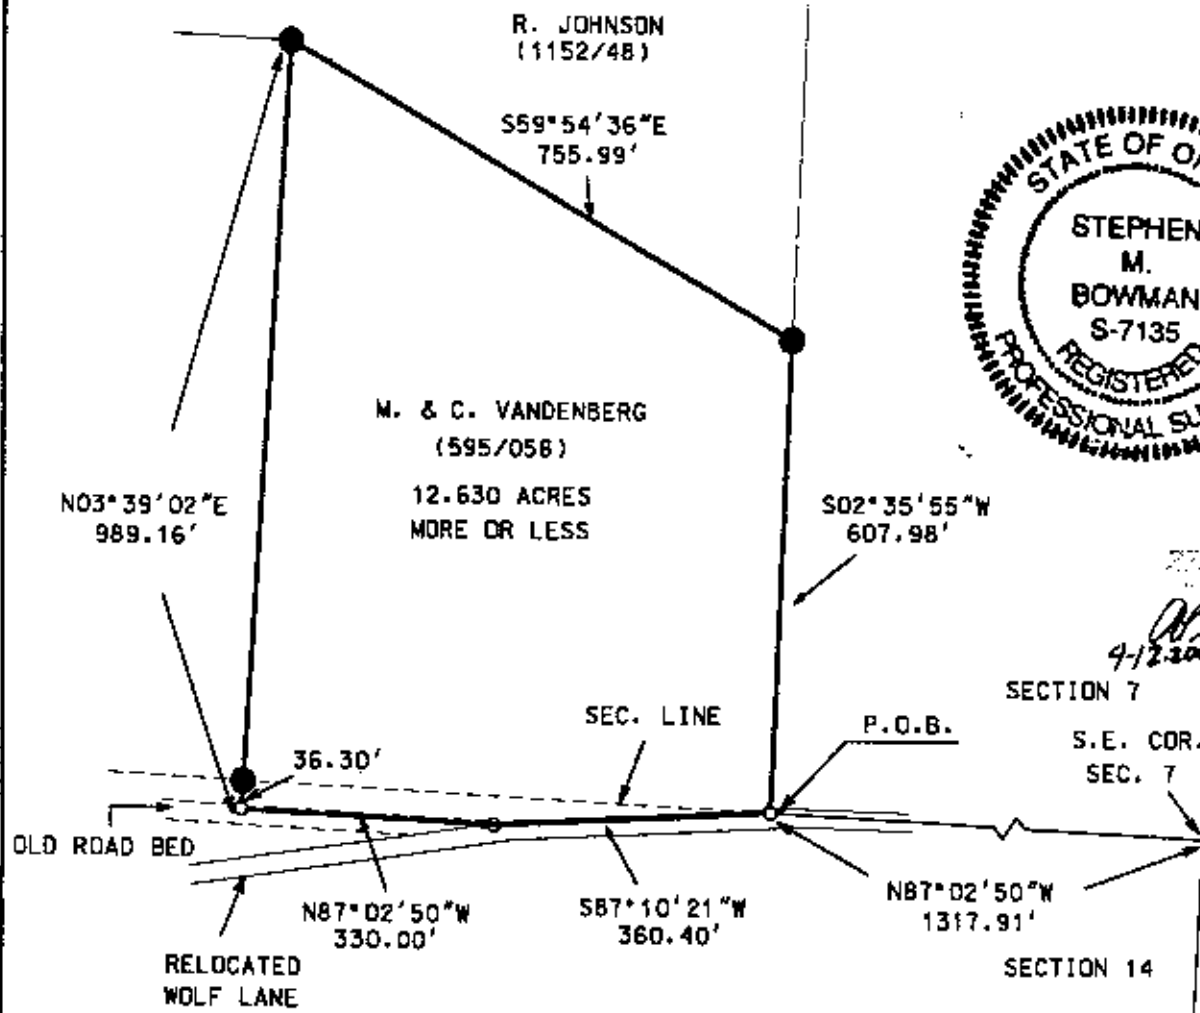 R. JOHNSON
(1152/48)
S59°54'36"E
755.99'
STATE OF
STEPHEN
M.
BOWMAN
S-7135
REGISTERED
PROFESSIONAL
M. & C. VANDENBERG
(595/056)
12.630 ACRES
MORE OR LESS
N03°39'02"E
989.16'
S02°35'55"W
607.98'
SECTION 7
SEC. LINE
P.O.B.
S.E. COR.
SEC. 7
36.30'
OLD ROAD BED
N87°02'50"W
330.00'
S87°10'21"W
360.40'
N87°02'50"W
1317.91'
RELOCATED
WOLF LANE
SECTION 14